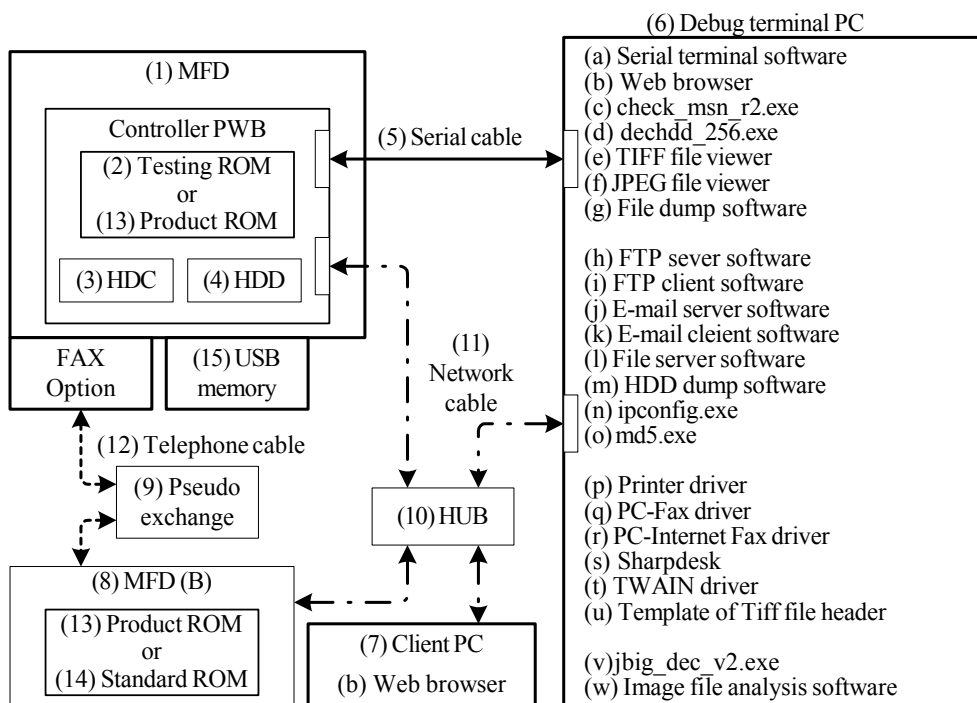 (6) Debug terminal PC
(1) MFD
Controller PWB
(2) Testing ROM
or
(13) Product ROM
(3) HDC
(4) HDD
(5) Serial cable
FAX
Option
(15) USB
memory
(11)
Network
cable
(12) Telephone cable
(9) Pseudo
exchange
(10) HUB
(8) MFD (B)
(13) Product ROM
or
(14) Standard ROM
(7) Client PC
(b) Web browser
(a) Serial terminal software
(b) Web browser
(c) check_msn_r2.exe
(d) dechdd_256.exe
(e) TIFF file viewer
(f) JPEG file viewer
(g) File dump software
(h) FTP sever software
(i) FTP client software
(j) E-mail server software
(k) E-mail cleient software
(l) File server software
(m) HDD dump software
(n) ipconfig.exe
(o) md5.exe
(p) Printer driver
(q) PC-Fax driver
(r) PC-Internet Fax driver
(s) Sharpdesk
(t) TWAIN driver
(u) Template of Tiff file header
(v)jbig_dec_v2.exe
(w) Image file analysis software